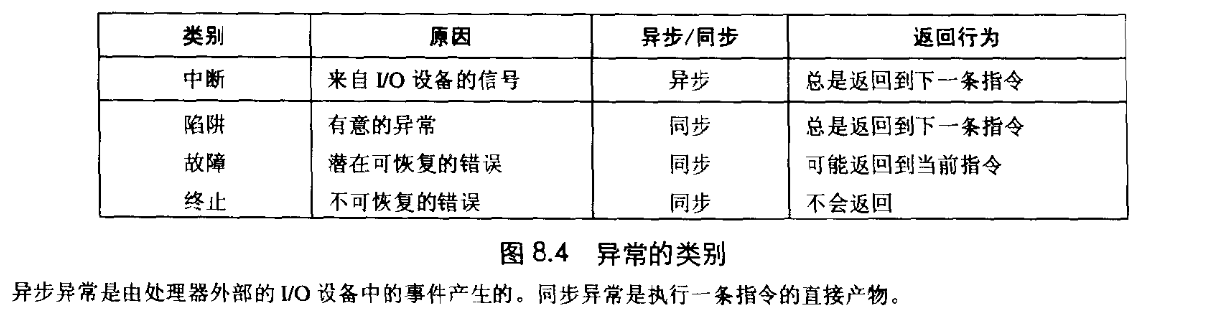 类别 原因 异步/同步 返回行为
中断 来自 I/O 设备的信号 异步 总是返回到下一条指令
陷阱 有意的异常 同步 总是返回到下一条指令
故障 潜在可恢复的错误 同步 可能返回到当前指令
终止 不可恢复的错误 同步 不会返回
图 8.4 异常的类别
异步异常是由处理器外部的 I/O 设备中的事件产生的。同步异常是执行一条指令的直接产物。